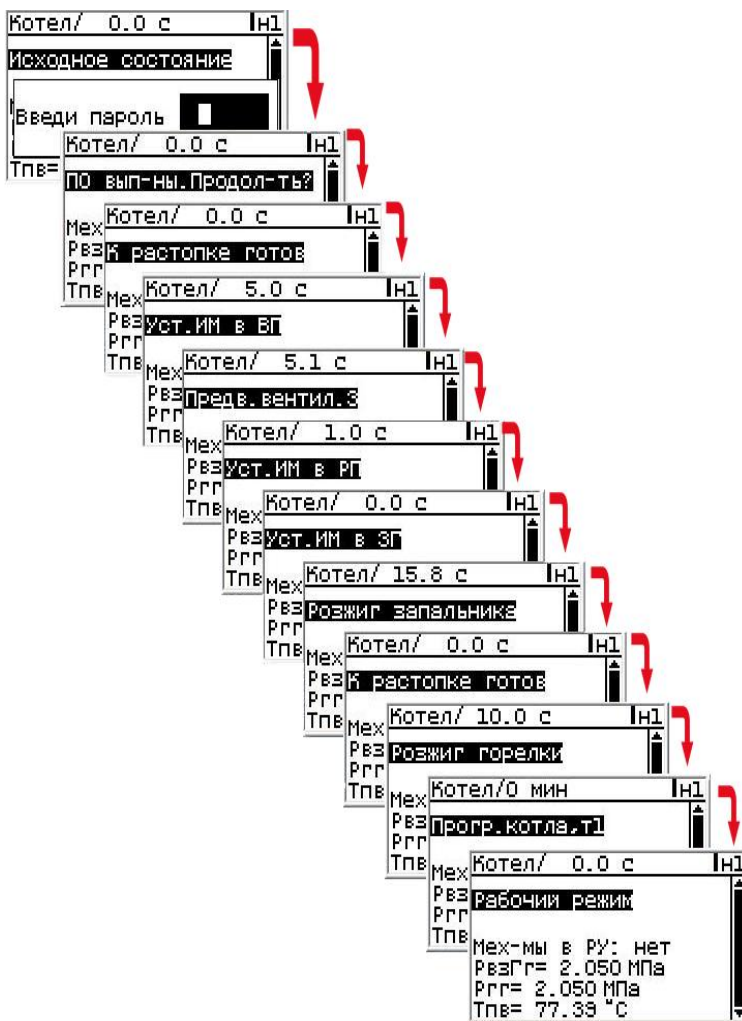 Котел/ 0.0 с н1
Исходное состояние
Введи пароль
Тпв=
Котел/ 0.0 с н1
ПО вып-ны.Продол-ть?
Мех
Рвз
Ргг
Тпв
Котел/ 0.0 с н1
К растопке готов
Мех
Рвз
Ргг
Тпв
Котел/ 5.0 с н1
Уст.ИМ в ВП
Мех
Рвз
Ргг
Тпв
Котел/ 5.1 с н1
Предв.вентил.3
Мех
Рвз
Ргг
Тпв
Котел/ 1.0 с н1
Уст.ИМ в РП
Мех
Рвз
Ргг
Тпв
Котел/ 0.0 с н1
Уст.ИМ в ЗП
Мех
Рвз
Ргг
Тпв
Котел/ 15.8 с н1
Розжиг запальника
Мех
Рвз
Ргг
Тпв
Котел/ 0.0 с н1
К растопке готов
Мех
Рвз
Ргг
Тпв
Котел/ 10.0 с н1
Розжиг горелки
Мех
Рвз
Ргг
Тпв
Котел/0 мин н1
Прогр.котла,т1
Мех
Рвз
Ргг
Тпв
Котел/ 0.0 с н1
Рабочий режим
Мех-мы в РУ: нет
РвзГг= 2.050 МПа
Ргг= 2.050 МПа
Тпв= 77.39 °С